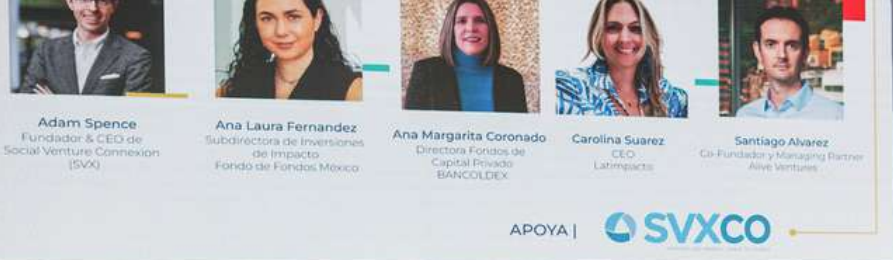 Adam Spence
Fundador & CEO de
Social Venture Connexion
(SVX)
Ana Laura Fernandez
Subdirectora de Inversiones
de Impacto
Fondo de Fondos México
Ana Margarita Coronado
Directora Fondos de
Capital Privado
BANCOLDEX
Carolina Suarez
CEO
Latimpacto
Santiago Alvarez
Co-Fundador y Managing Partner
Alive Ventures
APOYA |
SVXCO